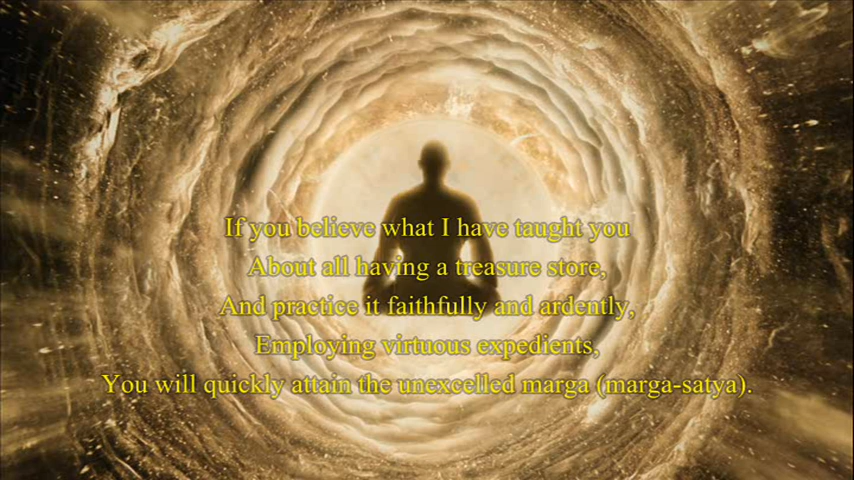 If you believe what I have taught you
About all having a treasure store,
And practice it faithfully and ardently,
Employing virtuous expedients,
You will quickly attain the unexcelled marga (marga-satya).